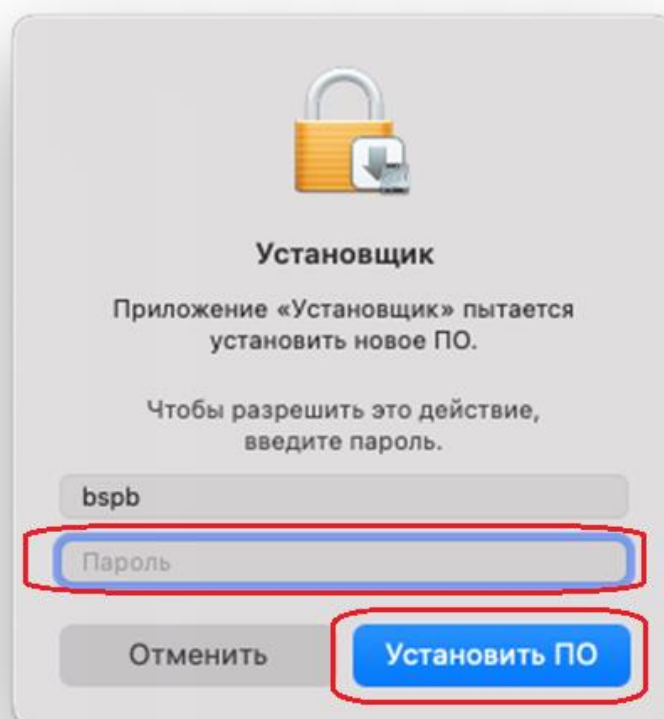 Установщик
Приложение «Установщик» пытается
установить новое ПО.
Чтобы разрешить это действие,
введите пароль.
bspb
Пароль
Отменить
Установить ПО